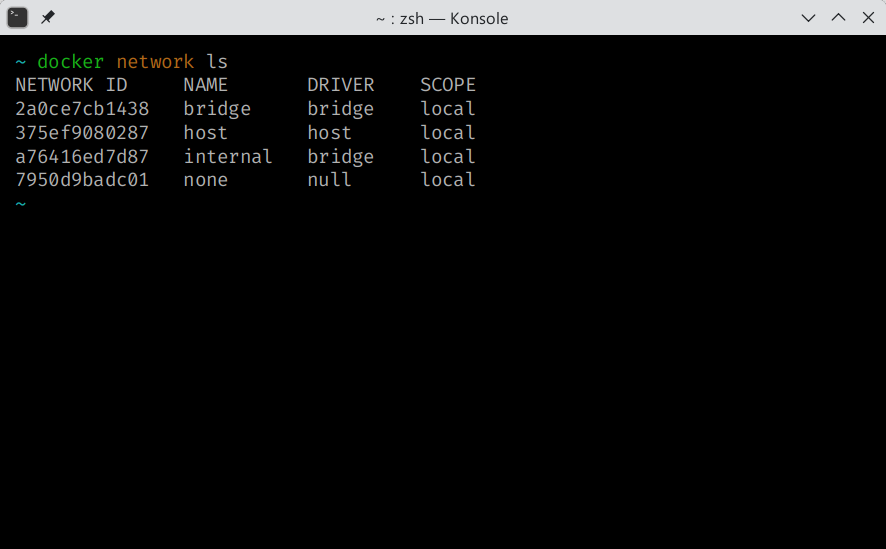 ~ : zsh — Konsole
~ docker network ls
NETWORK ID     NAME       DRIVER    SCOPE
2a0ce7cb1438   bridge     bridge    local
375ef9080287   host       host      local
a76416ed7d87   internal   bridge    local
7950d9badc01   none       null      local
~